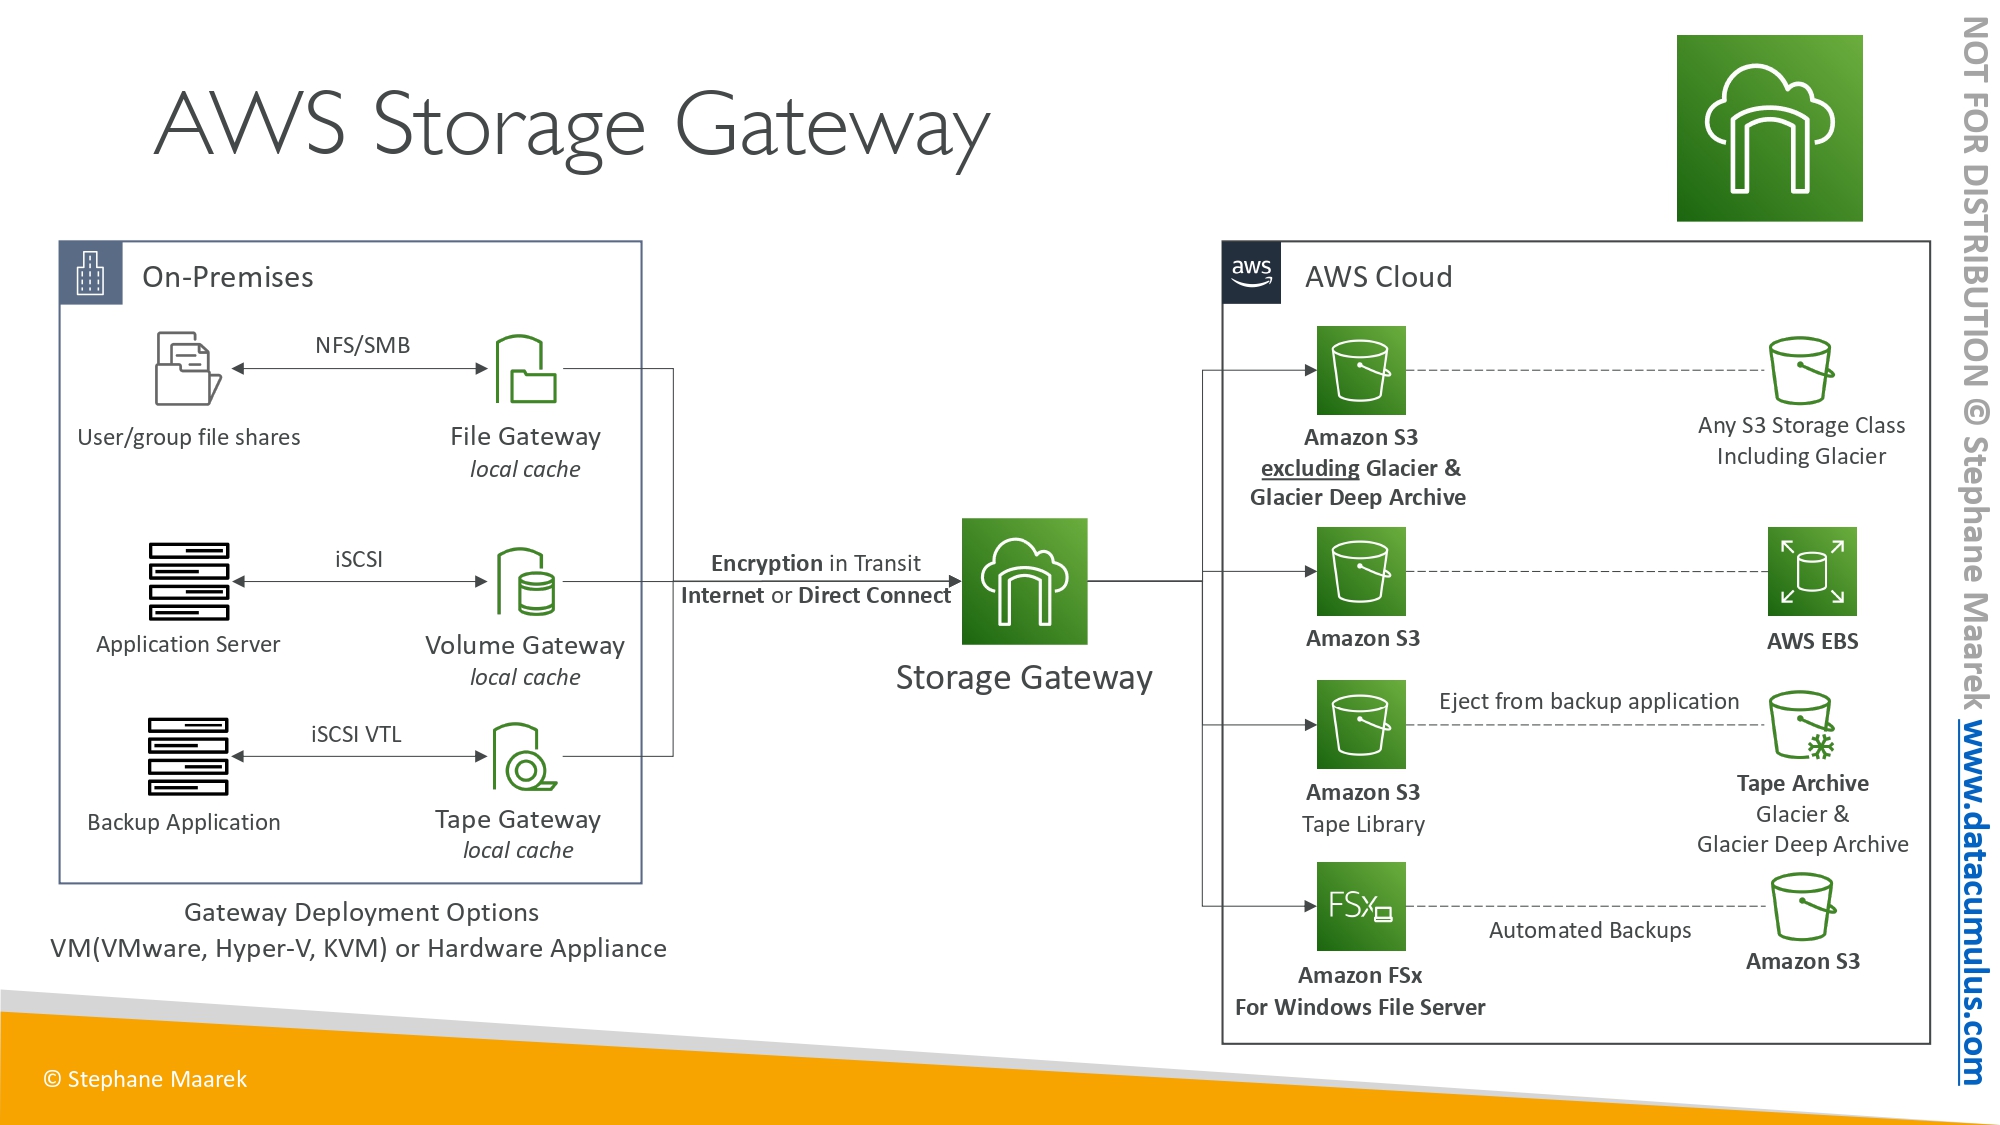 AWS Storage Gateway
On-Premises
NFS/SMB
User/group file shares
File Gateway
local cache
iSCSI
Application Server
Volume Gateway
local cache
iSCSI VTL
Backup Application
Tape Gateway
local cache
Gateway Deployment Options
VM(VMware, Hyper-V, KVM) or Hardware Appliance
Encryption in Transit
Internet or Direct Connect
Storage Gateway
aws
AWS Cloud
Amazon S3
excluding Glacier &
Glacier Deep Archive
Any S3 Storage Class
Including Glacier
Amazon S3
AWS EBS
Eject from backup application
Amazon S3
Tape Library
Tape Archive
Glacier &
Glacier Deep Archive
FSx
Amazon FSx
For Windows File Server
Automated Backups
Amazon S3
© Stephane Maarek
NOT FOR DISTRIBUTION © Stephane Maarek www.datacumulus.com